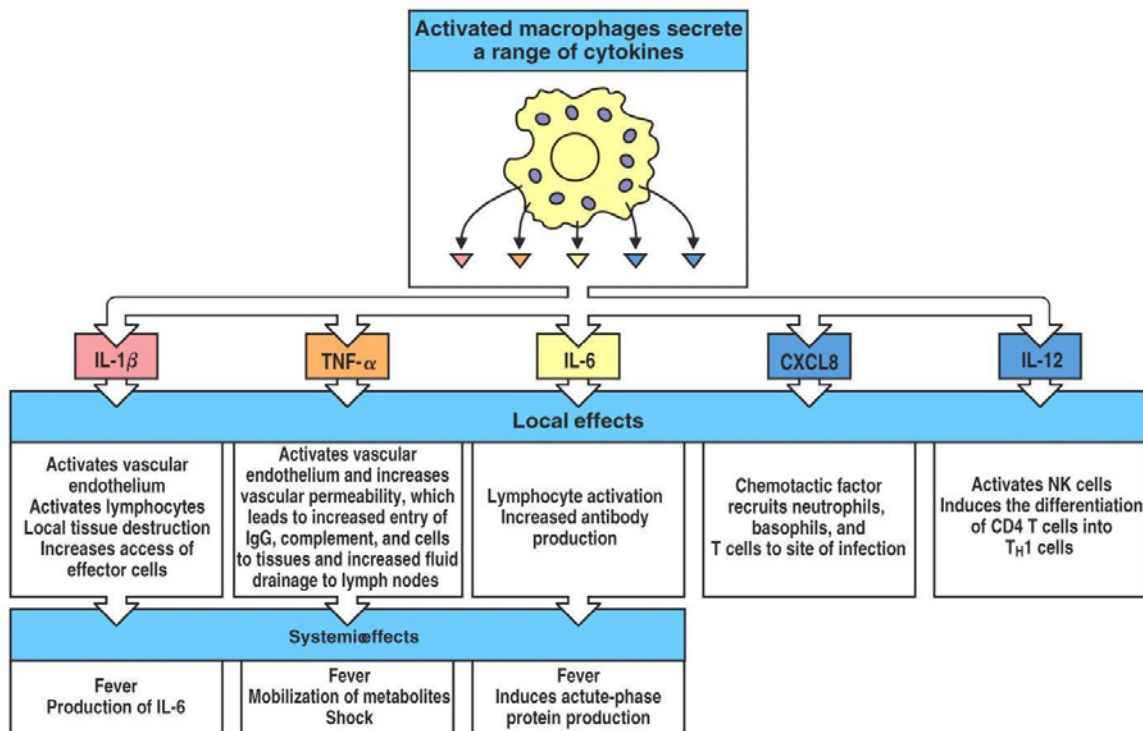 Activated macrophages secrete
a range of cytokines
IL-1β
TNF-α
IL-6
CXCL8
IL-12
Local effects
Activates vascular
endothelium
Activates lymphocytes
Local tissue destruction
Increases access of
effector cells
Activates vascular
endothelium and increases
vascular permeability, which
leads to increased entry of
IgG, complement, and cells
to tissues and increased fluid
drainage to lymph nodes
Lymphocyte activation
Increased antibody
production
Chemotactic factor
recruits neutrophils,
basophils, and
T cells to site of infection
Activates NK cells
Induces the differentiation
of CD4 T cells into
TH1 cells
Systemic effects
Fever
Production of IL-6
Fever
Mobilization of metabolites
Shock
Fever
Induces actute-phase
protein production